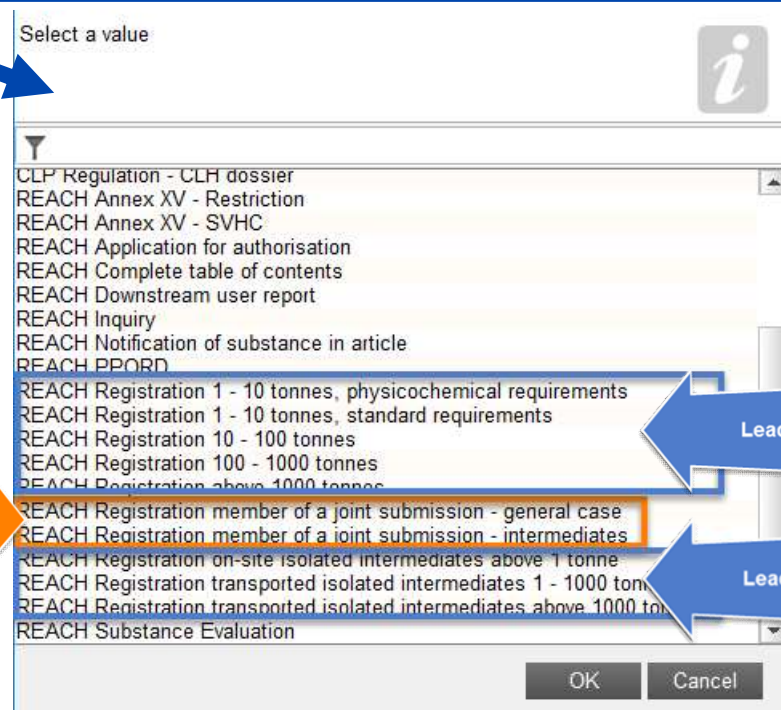 Select a value
i
CLP Regulation - CLH dossier
REACH Annex XV - Restriction
REACH Annex XV - SVHC
REACH Application for authorisation
REACH Complete table of contents
REACH Downstream user report
REACH Inquiry
REACH Notification of substance in article
REACH PPORD
REACH Registration 1 - 10 tonnes, physicochemical requirements
REACH Registration 1 - 10 tonnes, standard requirements
REACH Registration 10 - 100 tonnes
Lead
REACH Registration 100 - 1000 tonnes
REACH Registration above 1000 tonnes
REACH Registration member of a joint submission - general case
REACH Registration member of a joint submission - intermediates
REACH Registration on-site isolated intermediates above 1 tonne
REACH Registration transported isolated intermediates 1 - 1000 ton
Lead
REACH Registration transported isolated intermediates above 1000 to
REACH Substance Evaluation
OK Cancel